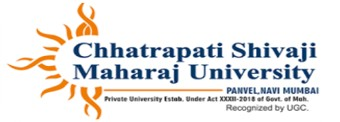 Chhatrapati Shivaji
Maharaj University
PANVEL,NAVI MUMBAI
Private University Estab. Under Act XXXII-2018 of Govt. of Mah.
Recognized by UGC.